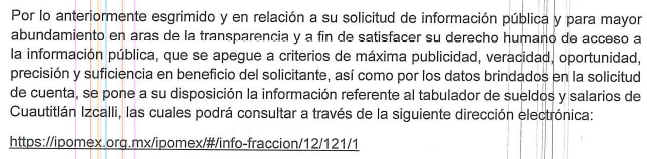 Por lo anteriormente esgrimido y en relación a su solicitud de información pública y para mayor
abundamiento en aras de la transparencia y a fin de satisfacer su derecho humano de acceso a
la información pública, que se apegue a criterios de máxima publicidad, veracidad, oportunidad,
precisión y suficiencia en beneficio del solicitante, así como por los datos brindados en la solicitud
de cuenta, se pone a su disposición la información referente al tabulador de sueldos y salarios de
Cuautitlán Izcalli, las cuales podrá consultar a través de la siguiente dirección electrónica:
https://ipomex.org.mx/ipomex/#/info-fraccion/12/121/1